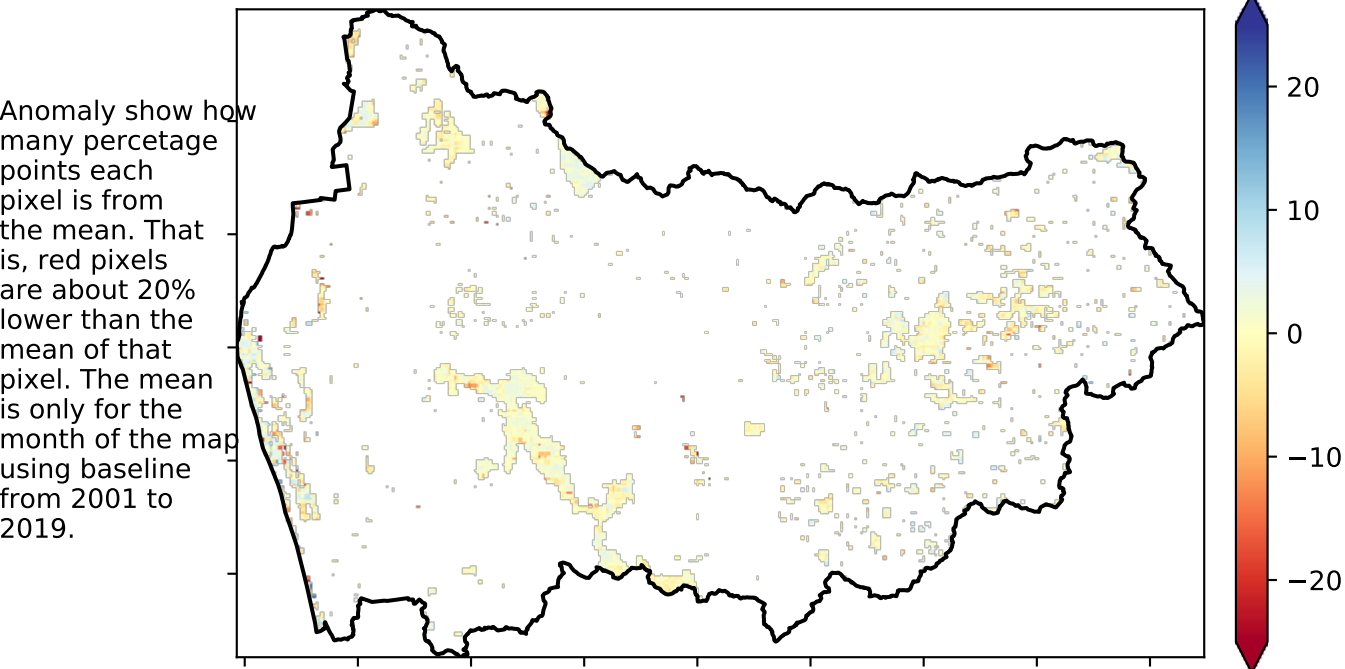 Anomaly show how
many percetage
points each
pixel is from
the mean. That
is, red pixels
are about 20%
lower than the
mean of that
pixel. The mean
is only for the
month of the map
using baseline
from 2001 to
2019.
20
10
0
−10
−20